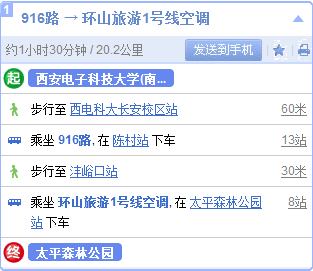 1
916路 → 环山旅游1号线空调
约1小时30分钟 / 20.2公里 发送到手机
起 西安电子科技大学(南...
步行至 西电科大长安校区站 60米
乘坐 916路, 在 陈村站 下车 13站
步行至 沣峪口站 30米
乘坐 环山旅游1号线空调, 在 太平森林公园 8站
站 下车
终 太平森林公园